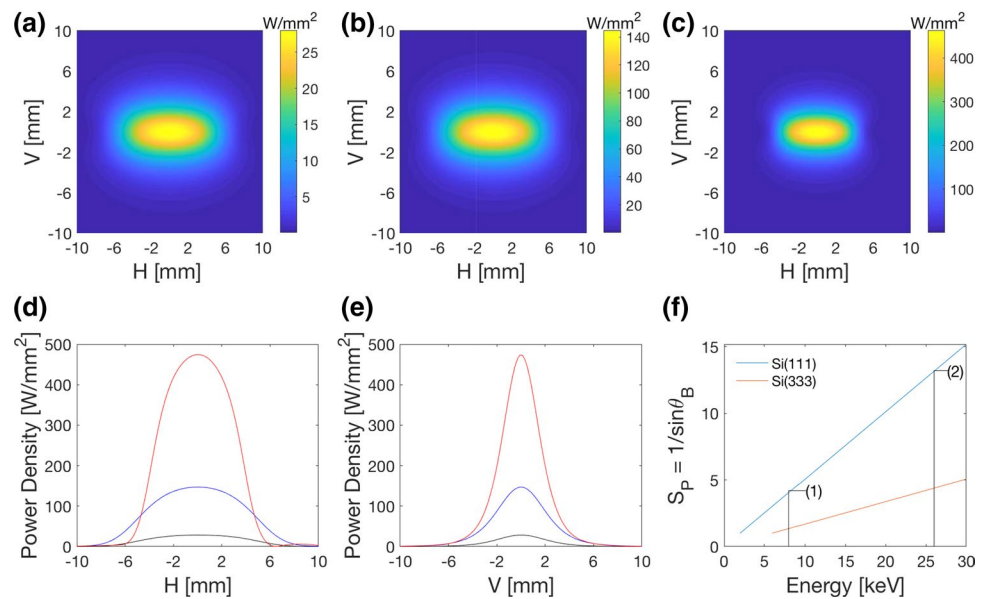 (a)
W/mm²
10
6
2
-2
-6
-10
V [mm]
-10 -6 -2 2 6 10
H [mm]
25
20
15
10
5
(b)
W/mm²
10
6
2
-2
-6
-10
V [mm]
-10 -6 -2 2 6 10
H [mm]
140
120
100
80
60
40
20
(c)
W/mm²
10
6
2
-2
-6
-10
V [mm]
-10 -6 -2 2 6 10
H [mm]
400
300
200
100
(d)
500
400
300
200
100
0
Power Density [W/mm²]
-10 -6 -2 2 6 10
H [mm]
(e)
500
400
300
200
100
0
Power Density [W/mm²]
-10 -6 -2 2 6 10
V [mm]
(f)
15
10
5
0
S_P = 1/sinθ_B
Si(111)
Si(333)
(1)
(2)
0 5 10 15 20 25 30
Energy [keV]